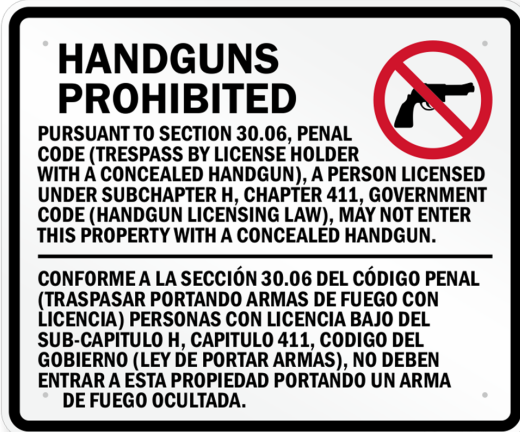 HANDGUNS
PROHIBITED
PURSUANT TO SECTION 30.06, PENAL
CODE (TRESPASS BY LICENSE HOLDER
WITH A CONCEALED HANDGUN), A PERSON LICENSED
UNDER SUBCHAPTER H, CHAPTER 411, GOVERNMENT
CODE (HANDGUN LICENSING LAW), MAY NOT ENTER
THIS PROPERTY WITH A CONCEALED HANDGUN.
CONFORME A LA SECCIÓN 30.06 DEL CÓDIGO PENAL
(TRASPASAR PORTANDO ARMAS DE FUEGO CON
LICENCIA) PERSONAS CON LICENCIA BAJO DEL
SUB-CAPITULO H, CAPITULO 411, CODIGO DEL
GOBIERNO (LEY DE PORTAR ARMAS), NO DEBEN
ENTRAR A ESTA PROPIEDAD PORTANDO UN ARMA
DE FUEGO OCULTADA.